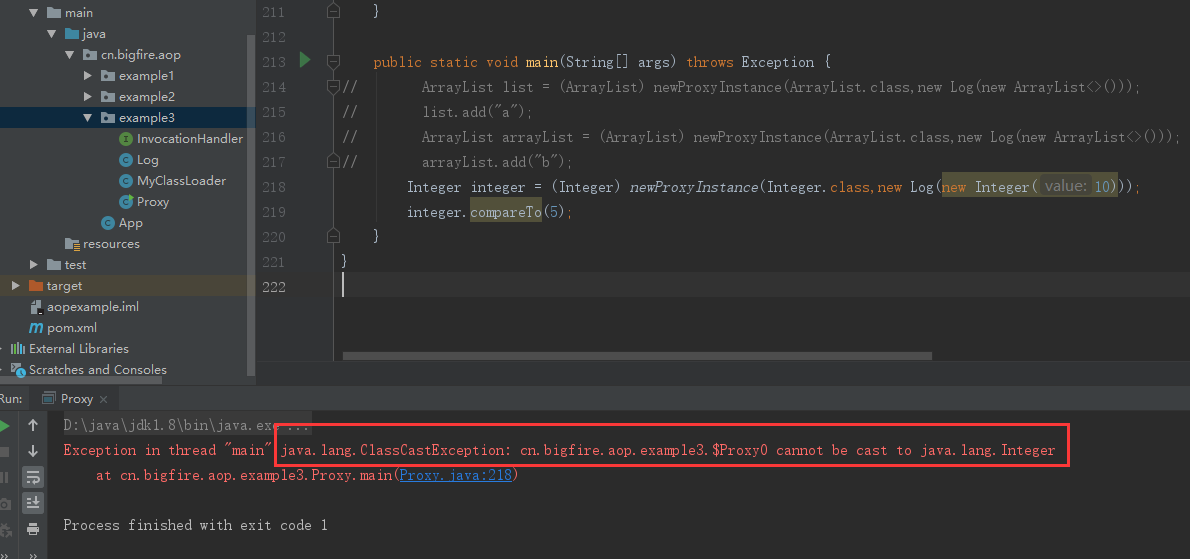 main
java
cn.bigfire.aop
example1
example2
example3
InvocationHandler
Log
MyClassLoader
Proxy
App
resources
test
target
aopexample.iml
pom.xml
External Libraries
Scratches and Consoles
211 }
212
213 public static void main(String[] args) throws Exception {
214 // ArrayList list = (ArrayList) newProxyInstance(ArrayList.class,new Log(new ArrayList<>()));
215 // list.add("a");
216 // ArrayList arrayList = (ArrayList) newProxyInstance(ArrayList.class,new Log(new ArrayList<>()));
217 // arrayList.add("b");
218 Integer integer = (Integer) newProxyInstance(Integer.class,new Log(new Integer( value: 10)));
219 integer.compareTo(5);
220 }
221 }
222
Run: Proxy ×
D:\java\jdk1.8\bin\java.exe ...
Exception in thread "main" java.lang.ClassCastException: cn.bigfire.aop.example3.$Proxy0 cannot be cast to java.lang.Integer
at cn.bigfire.aop.example3.Proxy.main(Proxy.java:218)
Process finished with exit code 1